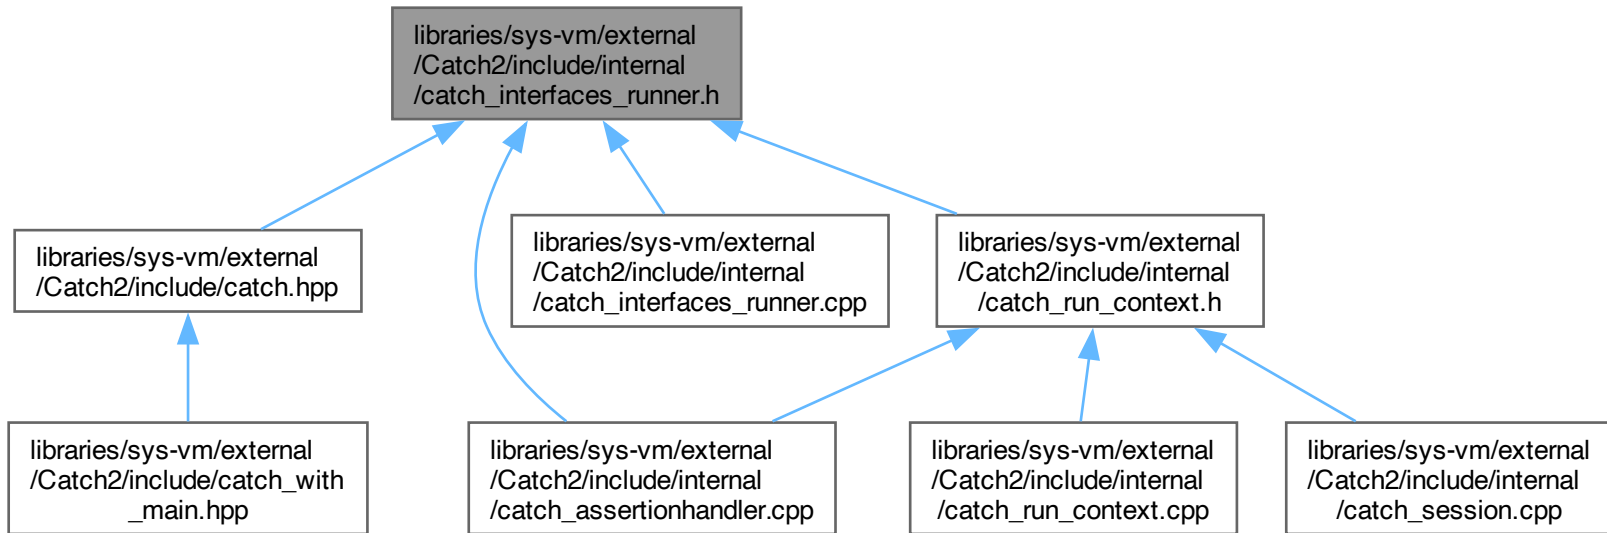 libraries/sys-vm/external
/Catch2/include/internal
/catch_interfaces_runner.h
libraries/sys-vm/external
/Catch2/include/catch.hpp
libraries/sys-vm/external
/Catch2/include/internal
/catch_interfaces_runner.cpp
libraries/sys-vm/external
/Catch2/include/internal
/catch_run_context.h
libraries/sys-vm/external
/Catch2/include/catch_with
_main.hpp
libraries/sys-vm/external
/Catch2/include/internal
/catch_assertionhandler.cpp
libraries/sys-vm/external
/Catch2/include/internal
/catch_run_context.cpp
libraries/sys-vm/external
/Catch2/include/internal
/catch_session.cpp